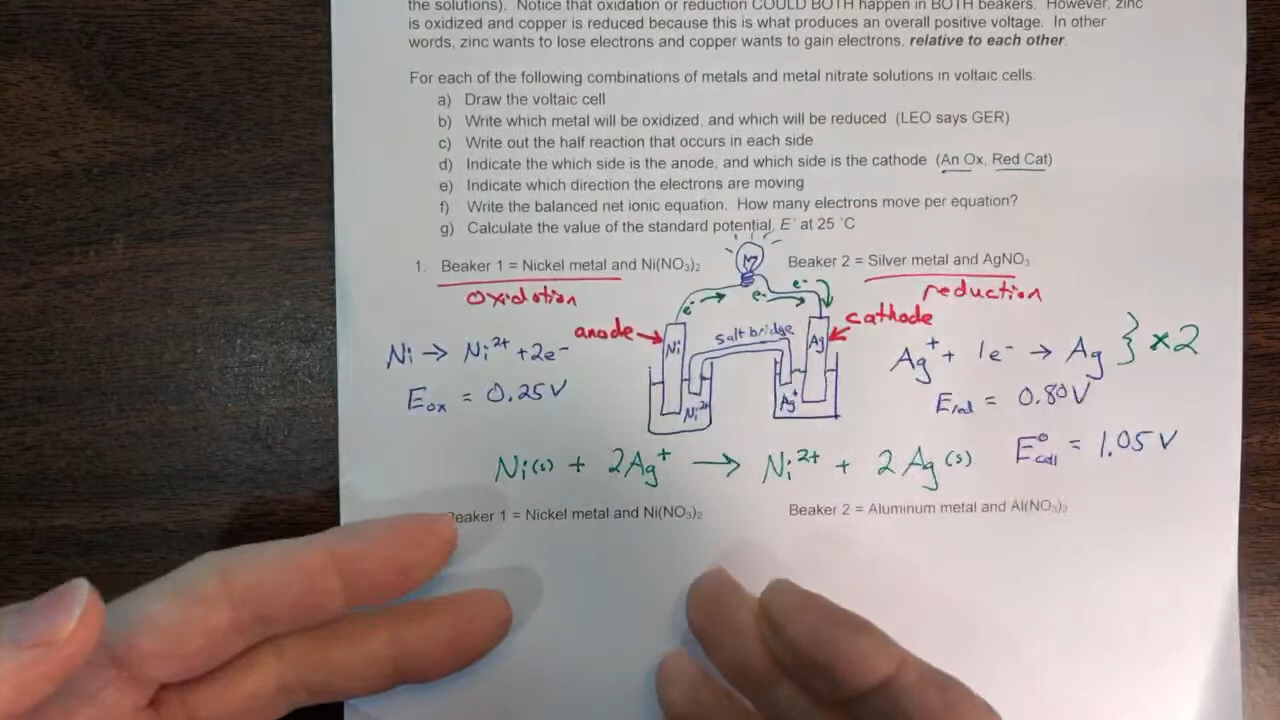 the solutions). Notice that oxidation or reduction COULD BOTH happen in BOTH beakers. However, zinc
is oxidized and copper is reduced because this is what produces an overall positive voltage. In other
words, zinc wants to lose electrons and copper wants to gain electrons, relative to each other.
For each of the following combinations of metals and metal nitrate solutions in voltaic cells:
a) Draw the voltaic cell
b) Write which metal will be oxidized, and which will be reduced (LEO says GER)
c) Write out the half reaction that occurs in each side
d) Indicate the which side is the anode, and which side is the cathode (An Ox, Red Cat)
e) Indicate which direction the electrons are moving
f) Write the balanced net ionic equation. How many electrons move per equation?
g) Calculate the value of the standard potential, E° at 25 °C
1. Beaker 1 = Nickel metal and Ni(NO₃)₂ Beaker 2 = Silver metal and AgNO₃
oxidation reduction
e⁻ e⁻ e⁻
anode cathode
Ni salt bridge Ag
Ni → Ni²⁺ + 2e⁻ Ag⁺ + 1e⁻ → Ag } ×2
Eox = 0.25V Ni²⁺ Ag⁺ Ered = 0.80V
E°cell = 1.05 V
Ni(s) + 2Ag⁺ → Ni²⁺ + 2Ag(s)
Beaker 1 = Nickel metal and Ni(NO₃)₂ Beaker 2 = Aluminum metal and Al(NO₃)₃